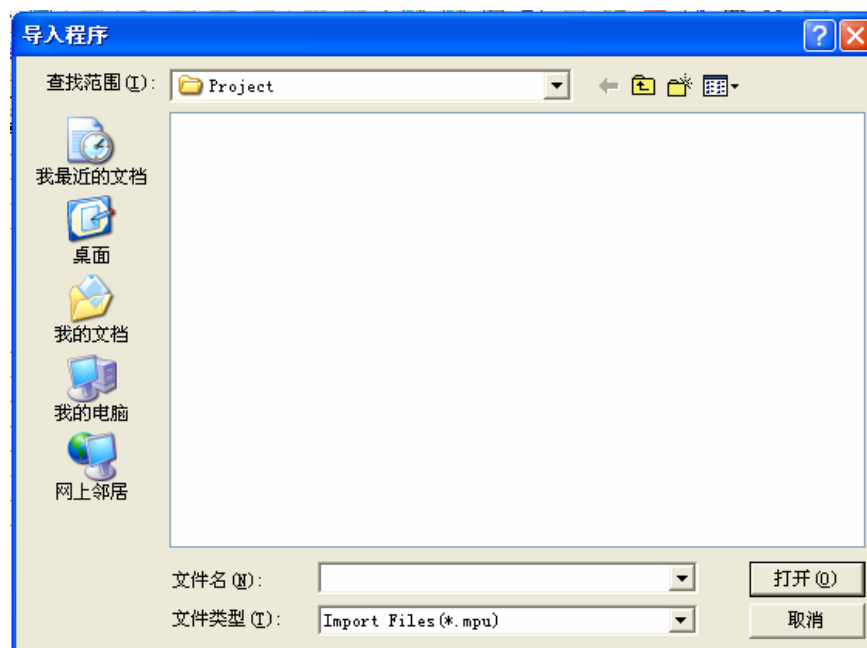 导入程序
查找范围(I):
Project
我最近的文档
桌面
我的文档
我的电脑
网上邻居
文件名(N):
打开(O)
文件类型(T):
Import Files(*.mpu)
取消